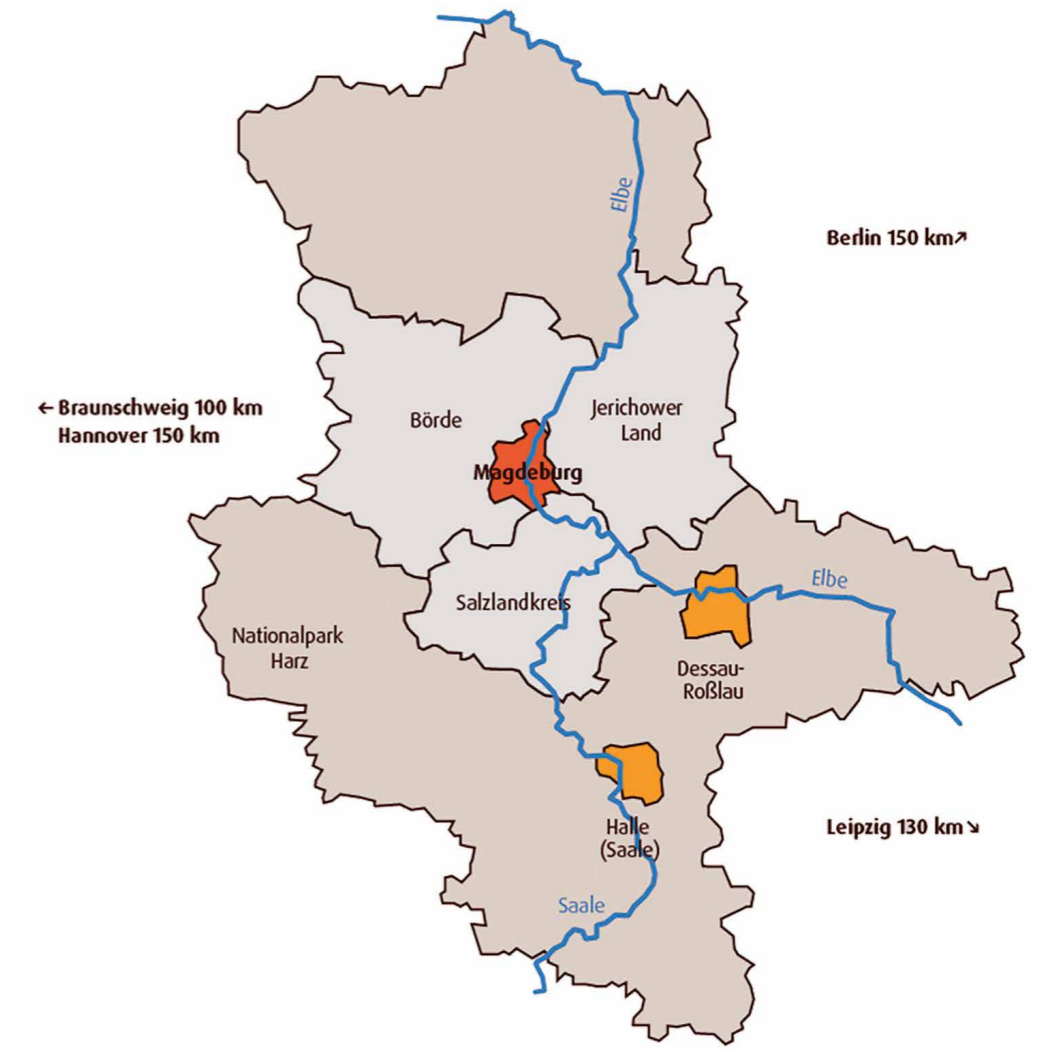 Elbe
Berlin 150 km↗
← Braunschweig 100 km
Hannover 150 km
Börde
Jerichower
Land
Magdeburg
Salzlandkreis
Elbe
Nationalpark
Harz
Dessau-
Roßlau
Halle
(Saale)
Leipzig 130 km↘
Saale